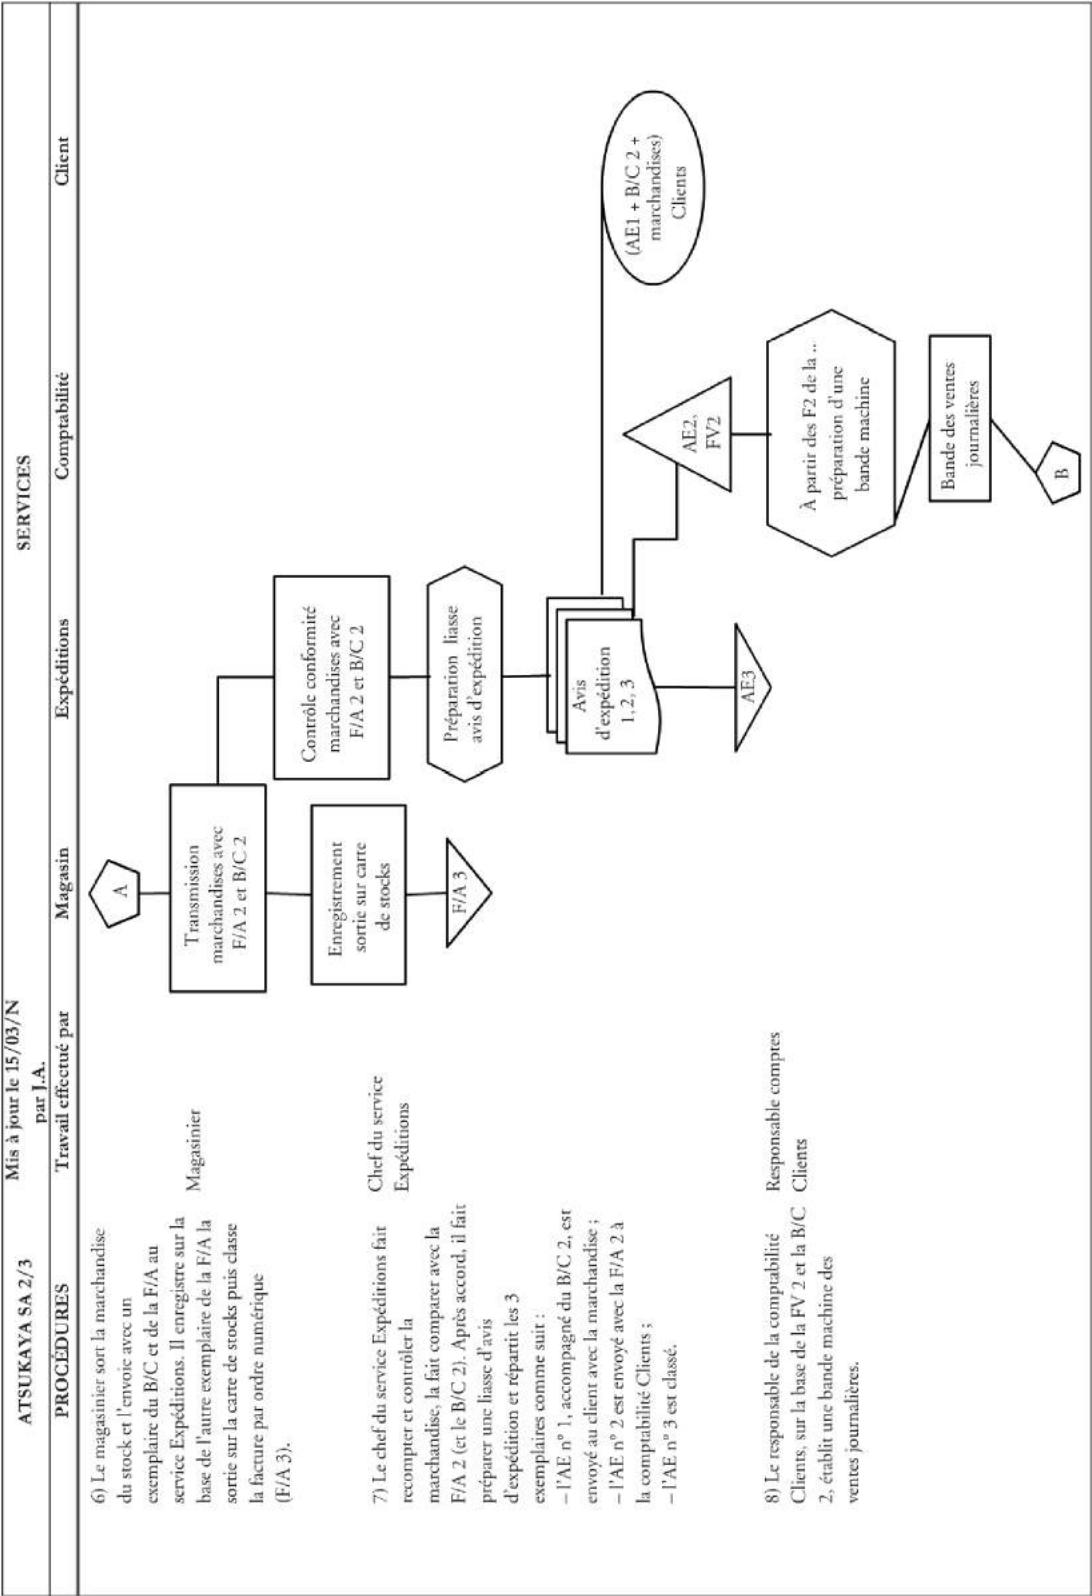 ATSUKAYA SA 2/3
Mis à jour le 15/03/N
par J.A.
SERVICES
PROCÉDURES
Travail effectué par
Magasin
Expéditions
Comptabilité
Client
6) Le magasinier sort la marchandise
du stock et l'envoie avec un
exemplaire du B/C et de la F/A au
service Expéditions. Il enregistre sur la
base de l'autre exemplaire de la F/A la
sortie sur la carte de stocks puis classe
la facture par ordre numérique
(F/A 3).
Magasinier
7) Le chef du service Expéditions fait
recompter et contrôler la
marchandise, la fait comparer avec la
F/A 2 (et le B/C 2). Après accord, il fait
préparer une liasse d'avis
d'expédition et répartit les 3
exemplaires comme suit :
– l'AE n° 1, accompagné du B/C 2, est
envoyé au client avec la marchandise ;
– l'AE n° 2 est envoyé avec la F/A 2 à
la comptabilité Clients ;
– l'AE n° 3 est classé.
Chef du service
Expéditions
8) Le responsable de la comptabilité
Clients, sur la base de la FV 2 et la B/C
2, établit une bande machine des
ventes journalières.
Responsable comptes
Clients
A
Transmission
marchandises avec
F/A 2 et B/C 2
Enregistrement
sortie sur carte
de stocks
F/A 3
Contrôle conformité
marchandises avec
F/A 2 et B/C 2
Préparation liasse
avis d'expédition
Avis
d'expédition
1, 2, 3
AE3
AE2,
FV2
À partir des F2 de la ..
préparation d'une
bande machine
Bande des ventes
journalières
B
(AE1 + B/C 2 +
marchandises)
Clients